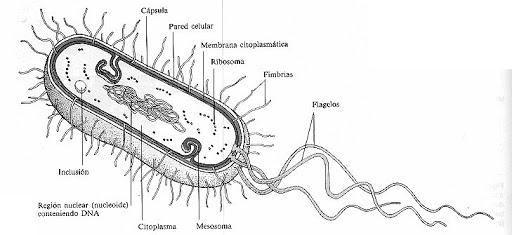 Cápsula
Pared celular
Membrana citoplasmática
Ribosoma
Fimbrias
Flagelos
Inclusión
Región nuclear (nucleoide)
conteniendo DNA
Citoplasma
Mesosoma